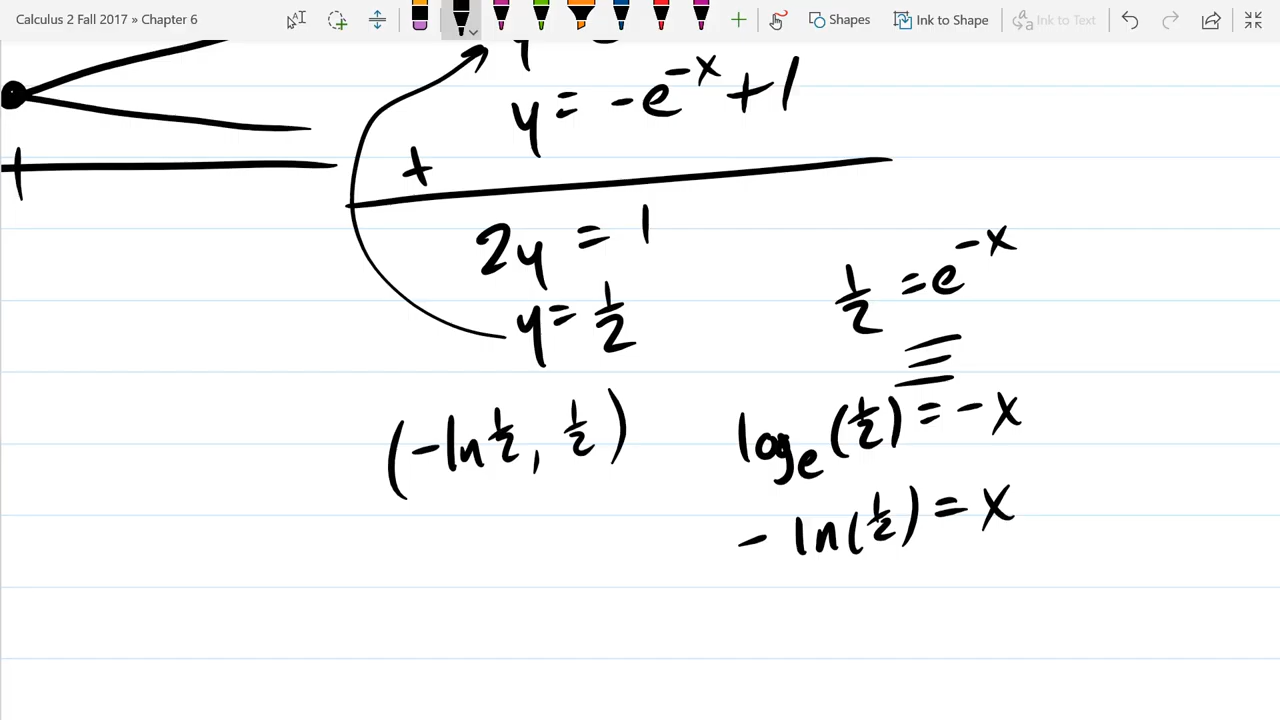 Calculus 2 Fall 2017 » Chapter 6
Shapes
Ink to Shape
Ink to Text
y = -e^{-x} + 1
+
2y = 1
y = 1/2
1/2 = e^{-x}
(-ln 1/2, 1/2)
log_e(1/2) = -x
- ln(1/2) = x